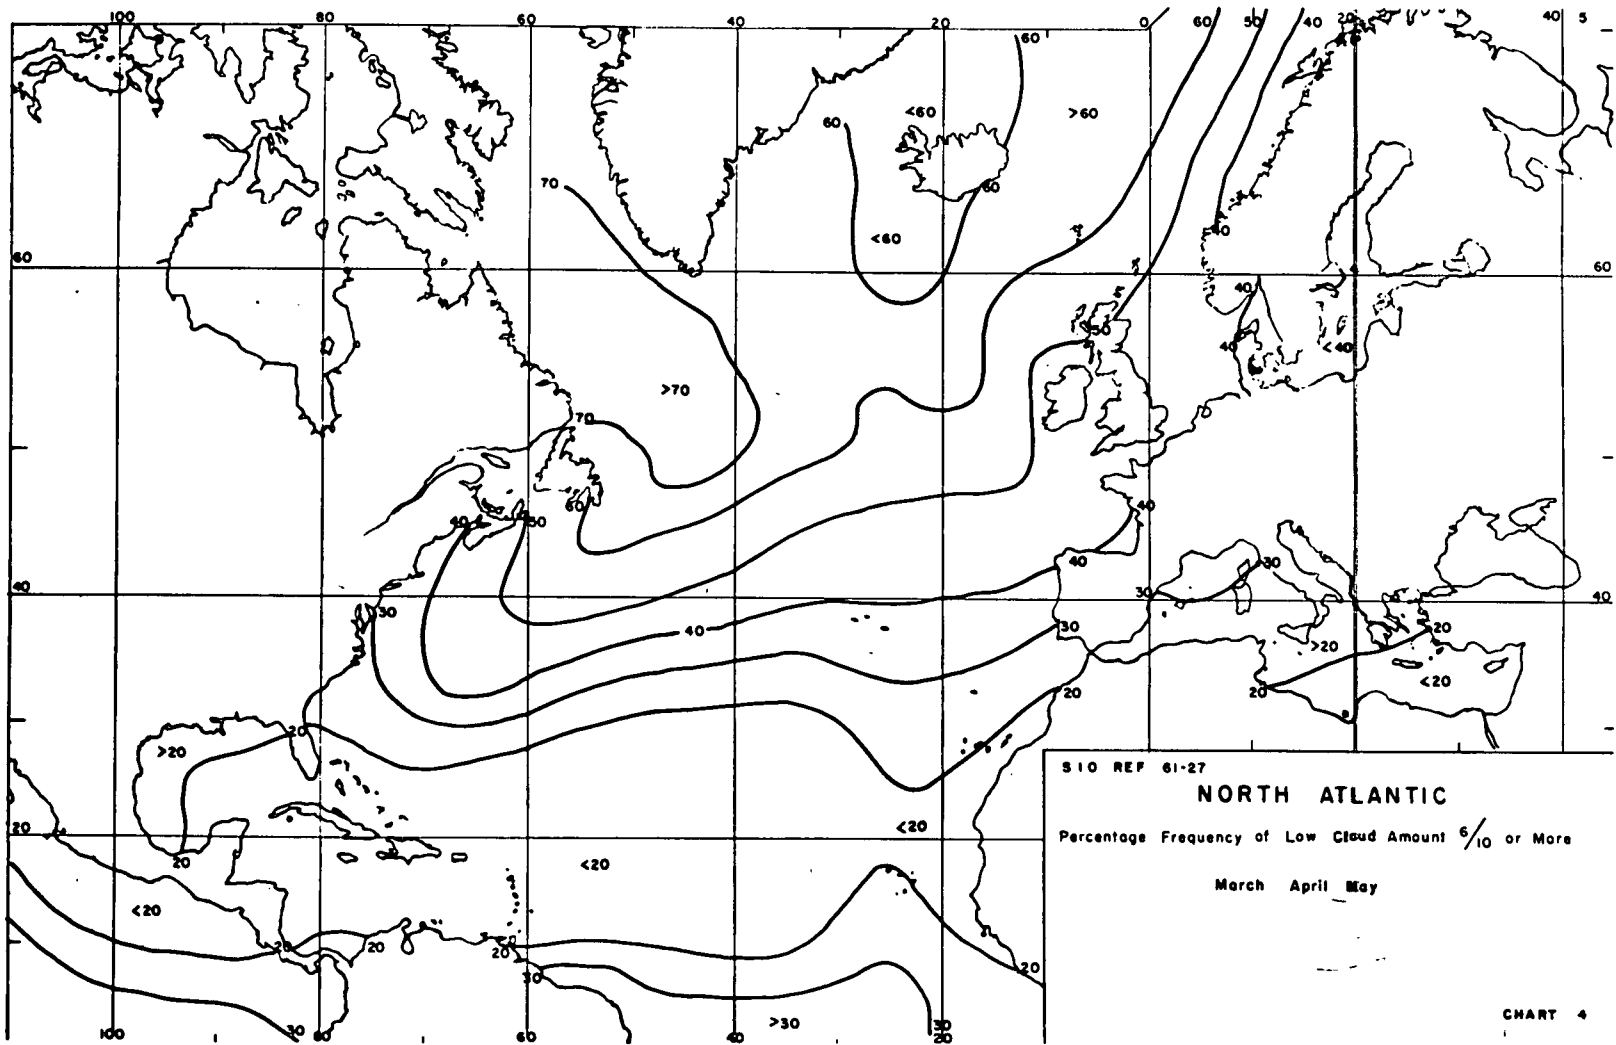 100 80 60 40 20 0 60 50 40 20 40 5
60
<60 >60
60
70 60
40
<60
60 60
40
50
40 <40
>70
70
60 40
40 50
40 30
30
40 40
30 40 30 20
>20
20 20 <20
20
>20
SIO REF 61-27
NORTH ATLANTIC
<20
20 Percentage Frequency of Low Cloud Amount 6/10 or More
20 <20
March April May
<20
20 20 20
30 20
CHART 4
>30 30
100 30 80 60 40 20